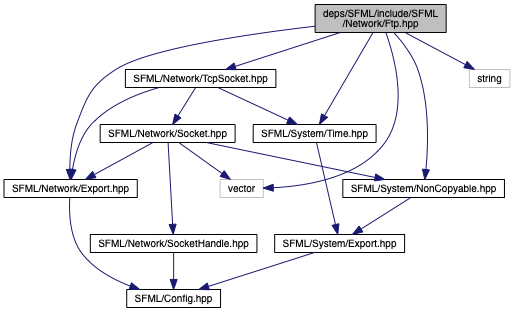 deps/SFML/include/SFML
/Network/Ftp.hpp
SFML/Network/TcpSocket.hpp
string
SFML/Network/Socket.hpp
SFML/System/Time.hpp
SFML/Network/Export.hpp
vector
SFML/System/NonCopyable.hpp
SFML/Network/SocketHandle.hpp
SFML/System/Export.hpp
SFML/Config.hpp